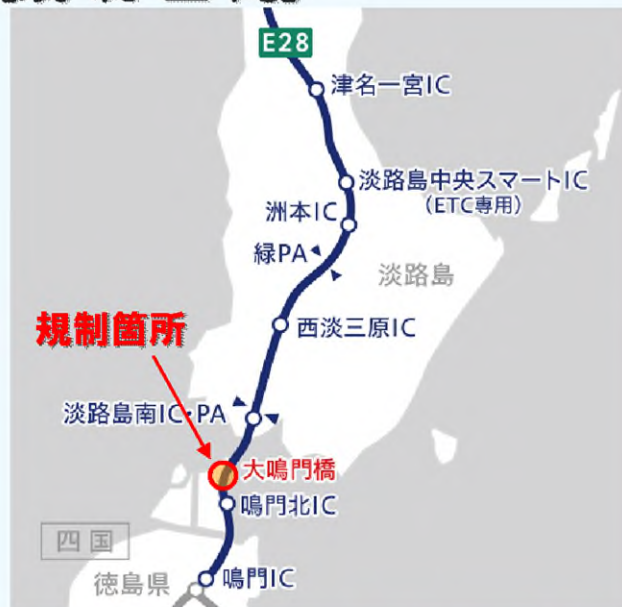 E28
津名一宮IC
淡路島中央スマートIC
(ETC専用)
洲本IC
緑PA
淡路島
規制箇所
西淡三原IC
淡路島南IC・PA
大鳴門橋
鳴門北IC
四国
徳島県
鳴門IC